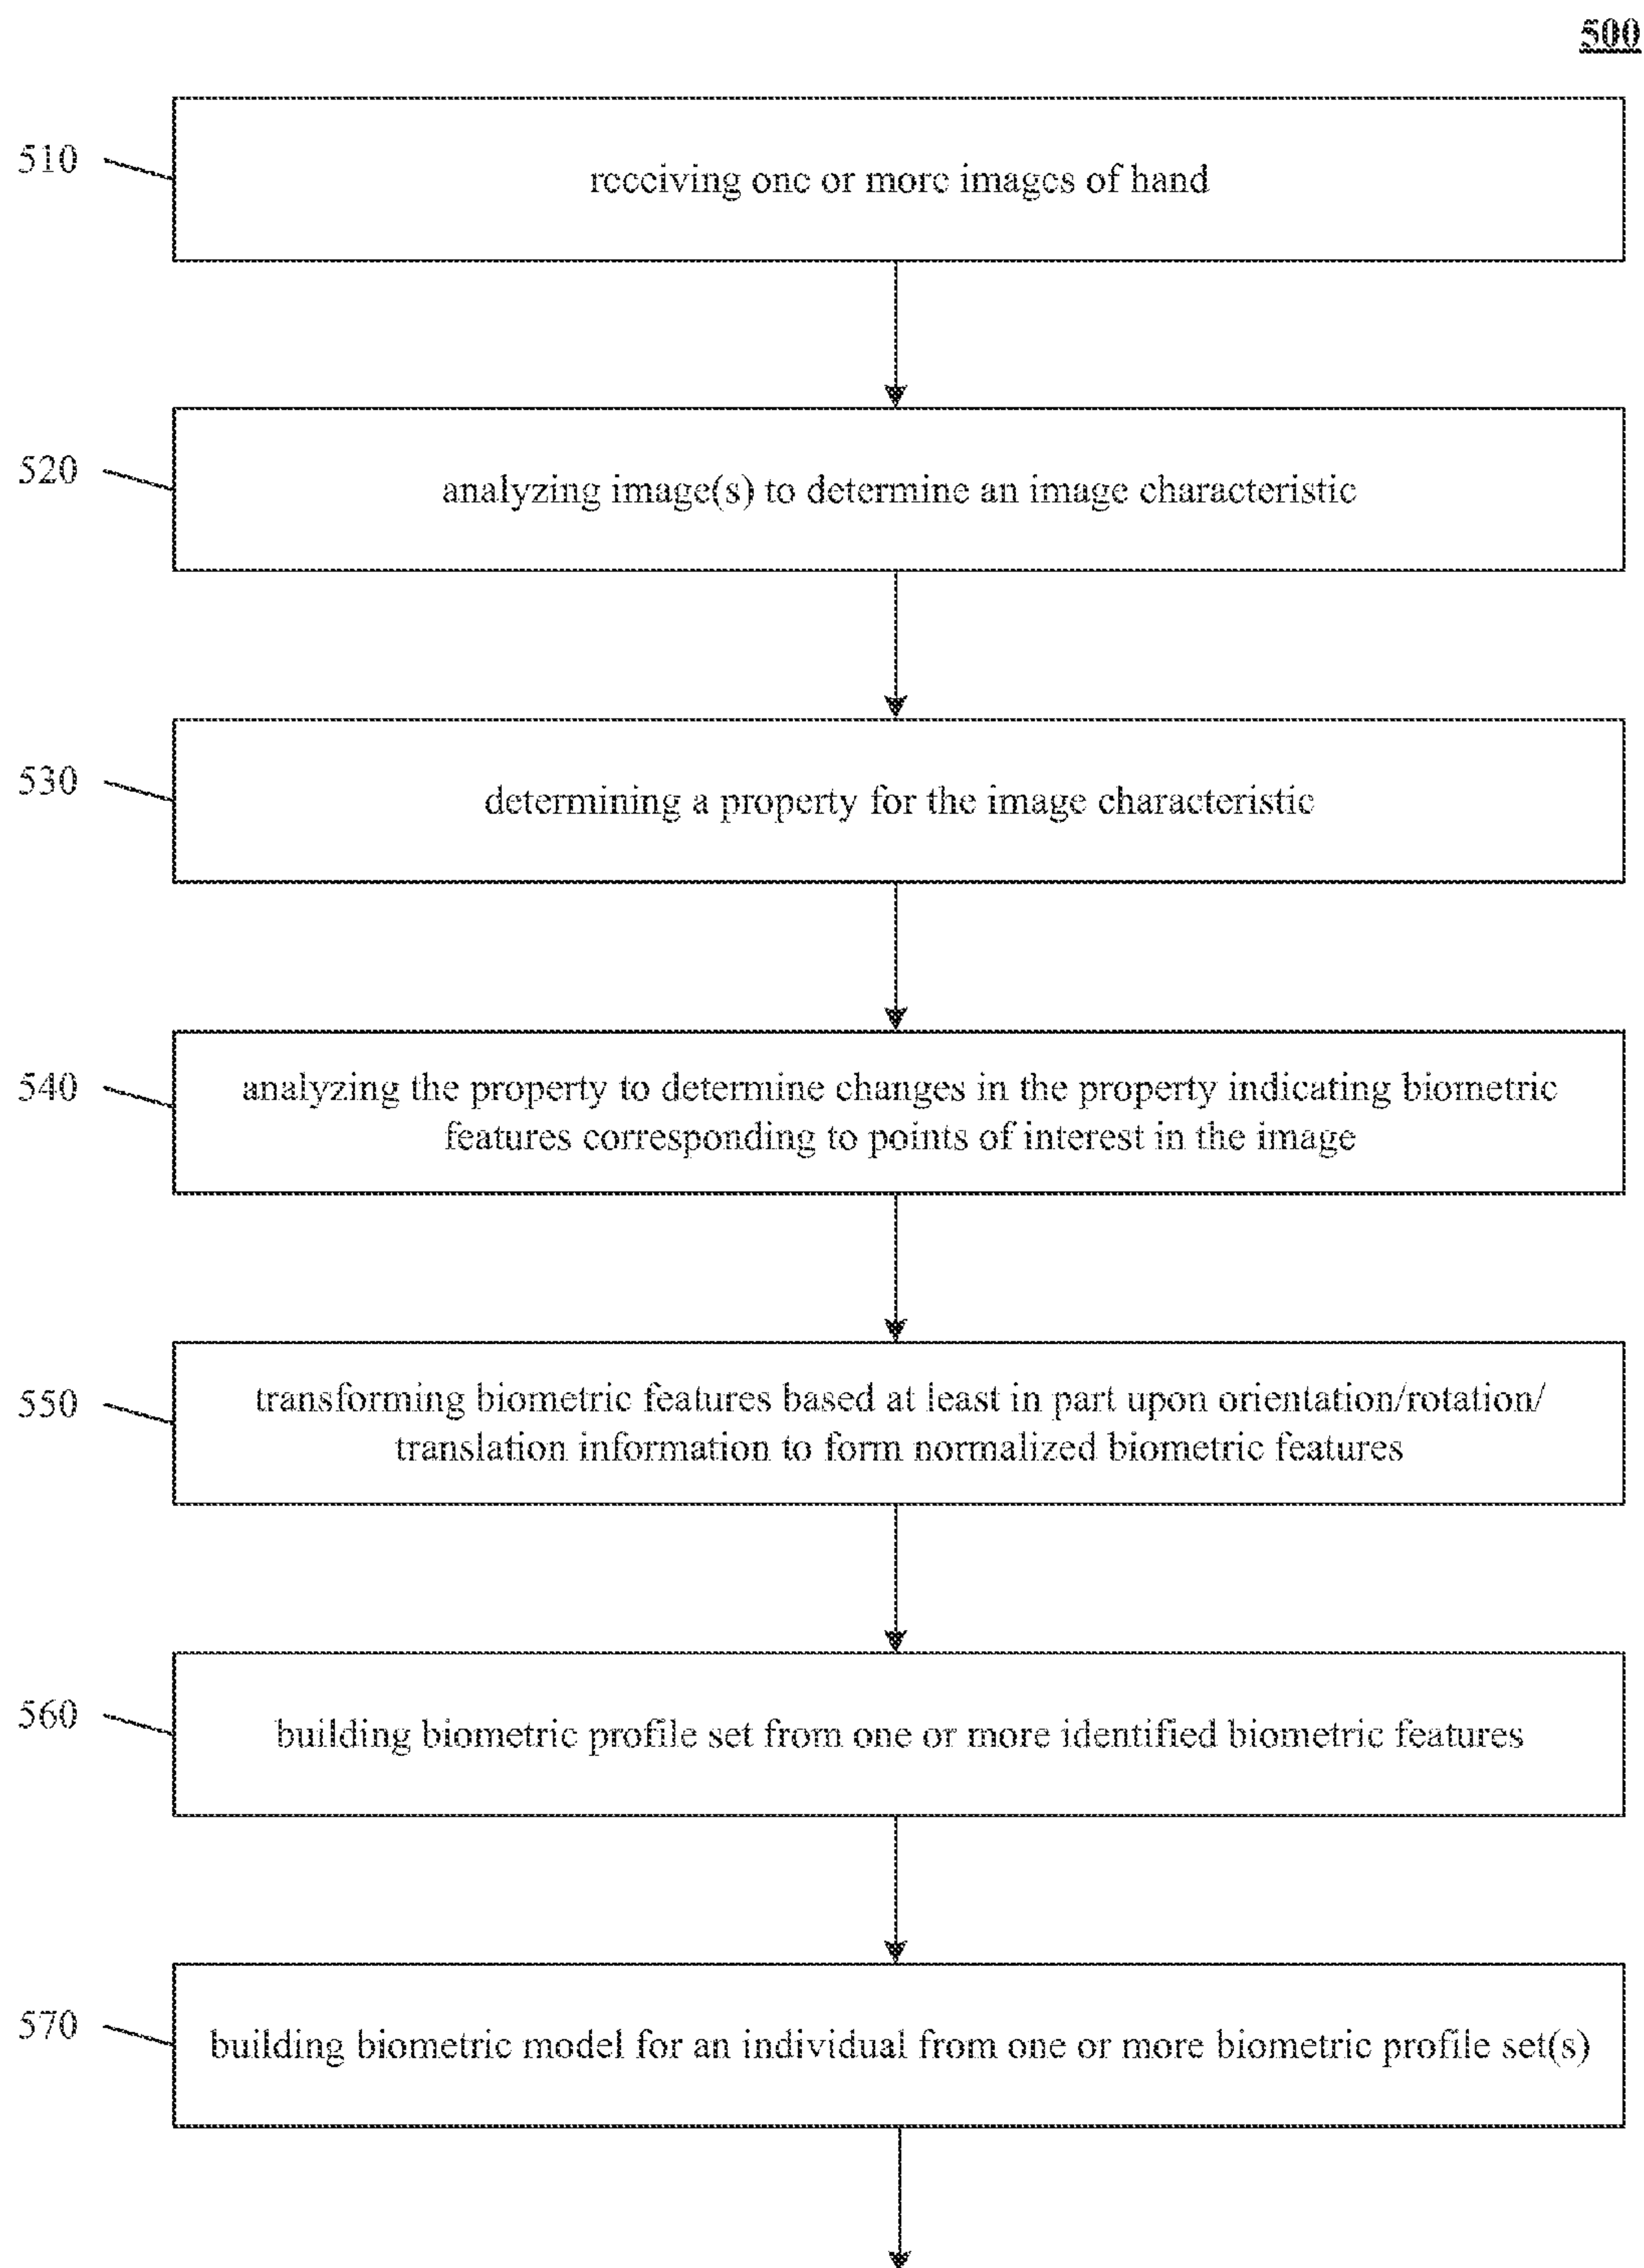 500
510
receiving one or more images of hand
520
analyzing image(s) to determine an image characteristic
530
determining a property for the image characteristic
540
analyzing the property to determine changes in the property indicating biometric
features corresponding to points of interest in the image
550
transforming biometric features based at least in part upon orientation/rotation/
translation information to form normalized biometric features
560
building biometric profile set from one or more identified biometric features
570
building biometric model for an individual from one or more biometric profile set(s)